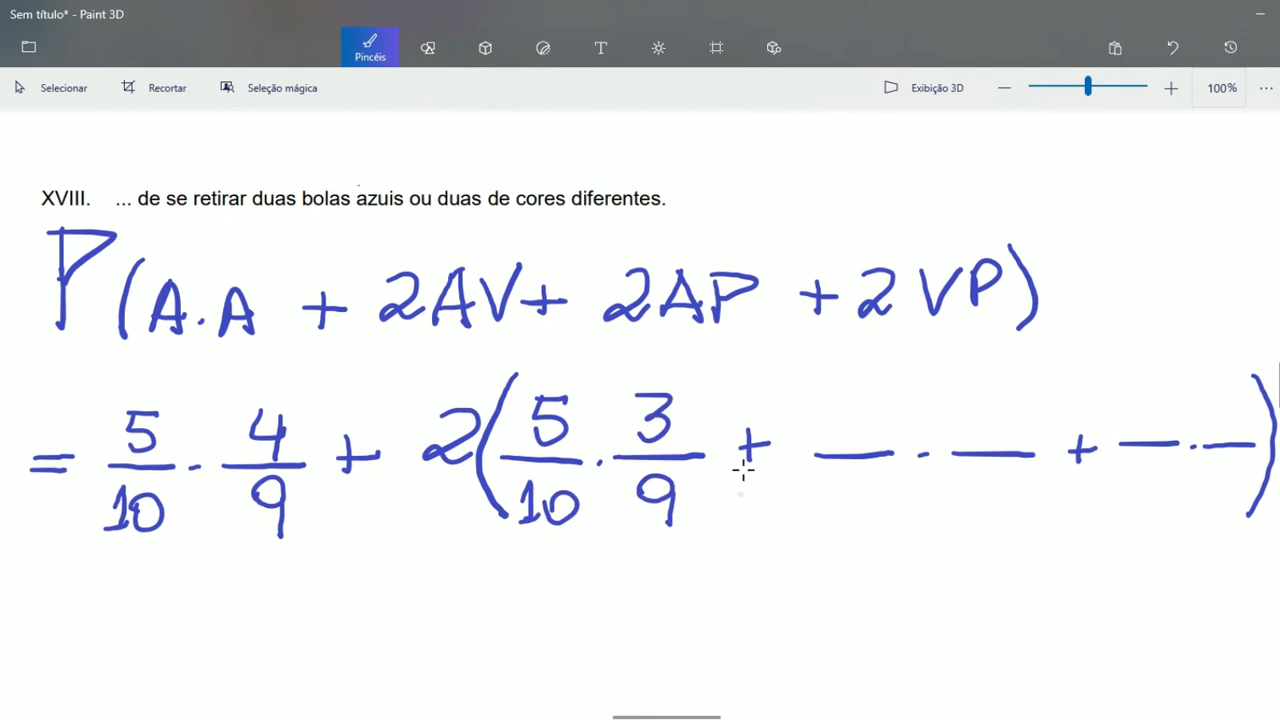 Sem título* - Paint 3D
Pincéis
Selecionar Recortar Seleção mágica Exibição 3D 100%
XVIII. ... de se retirar duas bolas azuis ou duas de cores diferentes.
P(A.A + 2AV + 2AP + 2VP)
= 5/10 · 4/9 + 2(5/10 · 3/9 + — · — + — · —)